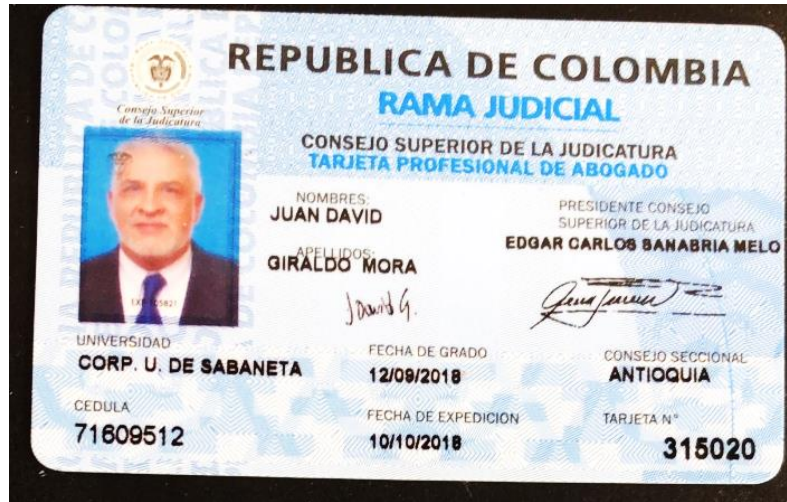 REPUBLICA DE COLOMBIA
RAMA JUDICIAL
Consejo Superior
de la Judicatura
CONSEJO SUPERIOR DE LA JUDICATURA
TARJETA PROFESIONAL DE ABOGADO
NOMBRES:
JUAN DAVID
APELLIDOS:
GIRALDO MORA
PRESIDENTE CONSEJO
SUPERIOR DE LA JUDICATURA
EDGAR CARLOS SANABRIA MELO
UNIVERSIDAD
CORP. U. DE SABANETA
FECHA DE GRADO
12/09/2018
CONSEJO SECCIONAL
ANTIOQUIA
CEDULA
71609512
FECHA DE EXPEDICION
10/10/2018
TARJETA N°
315020